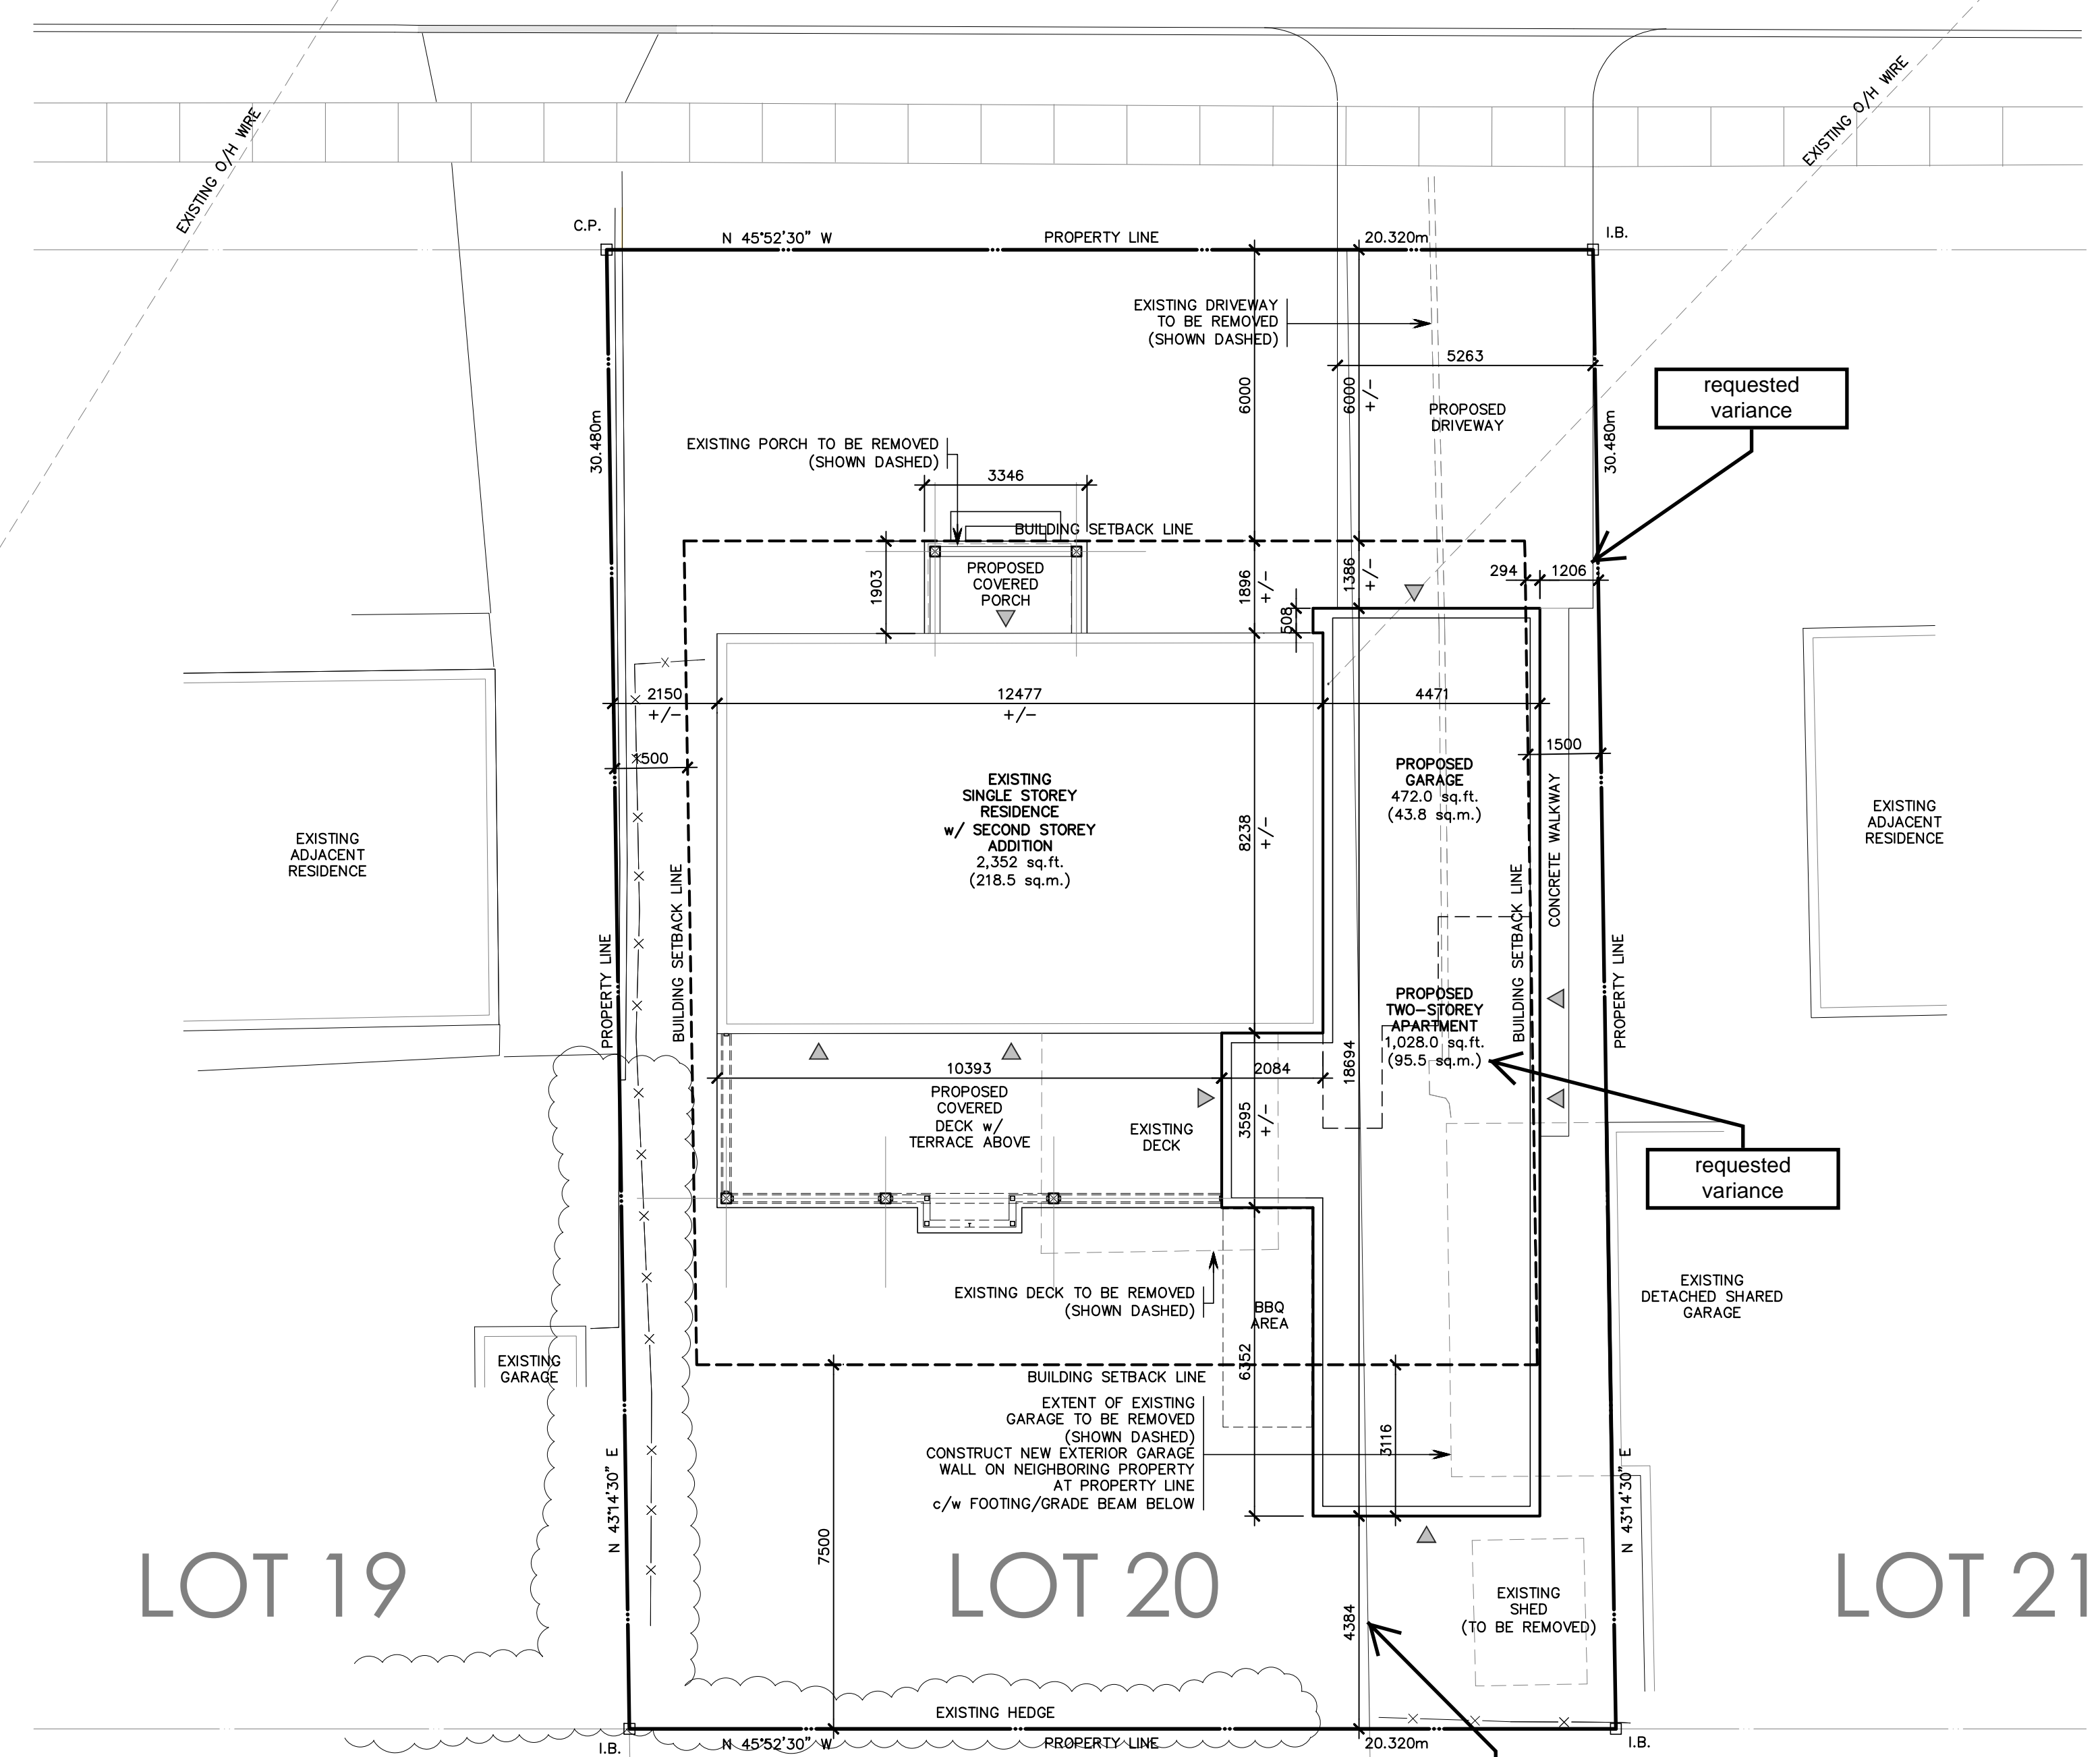 EXISTING O/H WIRE
EXISTING O/H WIRE
C.P.
N 45°52'30" W
PROPERTY LINE
20.320m
I.B.
EXISTING DRIVEWAY
TO BE REMOVED
(SHOWN DASHED)
5263
6000
6000
+/-
PROPOSED
DRIVEWAY
requested
variance
30.480m
30.480m
EXISTING PORCH TO BE REMOVED
(SHOWN DASHED)
3346
BUILDING SETBACK LINE
1903
PROPOSED
COVERED
PORCH
1896
+/-
1386
+/-
508
294
1206
2150
+/-
12477
+/-
4471
1500
1500
EXISTING
SINGLE STOREY
RESIDENCE
w/ SECOND STOREY
ADDITION
2,352 sq.ft.
(218.5 sq.m.)
8238
+/-
PROPOSED
GARAGE
472.0 sq.ft.
(43.8 sq.m.)
CONCRETE WALKWAY
EXISTING
ADJACENT
RESIDENCE
EXISTING
ADJACENT
RESIDENCE
PROPERTY LINE
BUILDING SETBACK LINE
BUILDING SETBACK LINE
PROPERTY LINE
PROPOSED
TWO-STOREY
APARTMENT
1,028.0 sq.ft.
(95.5 sq.m.)
18694
10393
2084
PROPOSED
COVERED
DECK w/
TERRACE ABOVE
EXISTING
DECK
3595
+/-
requested
variance
EXISTING DECK TO BE REMOVED
(SHOWN DASHED)
BBQ
AREA
EXISTING
DETACHED SHARED
GARAGE
EXISTING
GARAGE
6352
BUILDING SETBACK LINE
EXTENT OF EXISTING
GARAGE TO BE REMOVED
(SHOWN DASHED)
CONSTRUCT NEW EXTERIOR GARAGE
WALL ON NEIGHBORING PROPERTY
AT PROPERTY LINE
c/w FOOTING/GRADE BEAM BELOW
3116
N 43°14'30" E
N 43°14'30" E
7500
LOT 19
LOT 20
LOT 21
4384
EXISTING
SHED
(TO BE REMOVED)
EXISTING HEDGE
I.B.
N 45°52'30" W
PROPERTY LINE
20.320m
I.B.